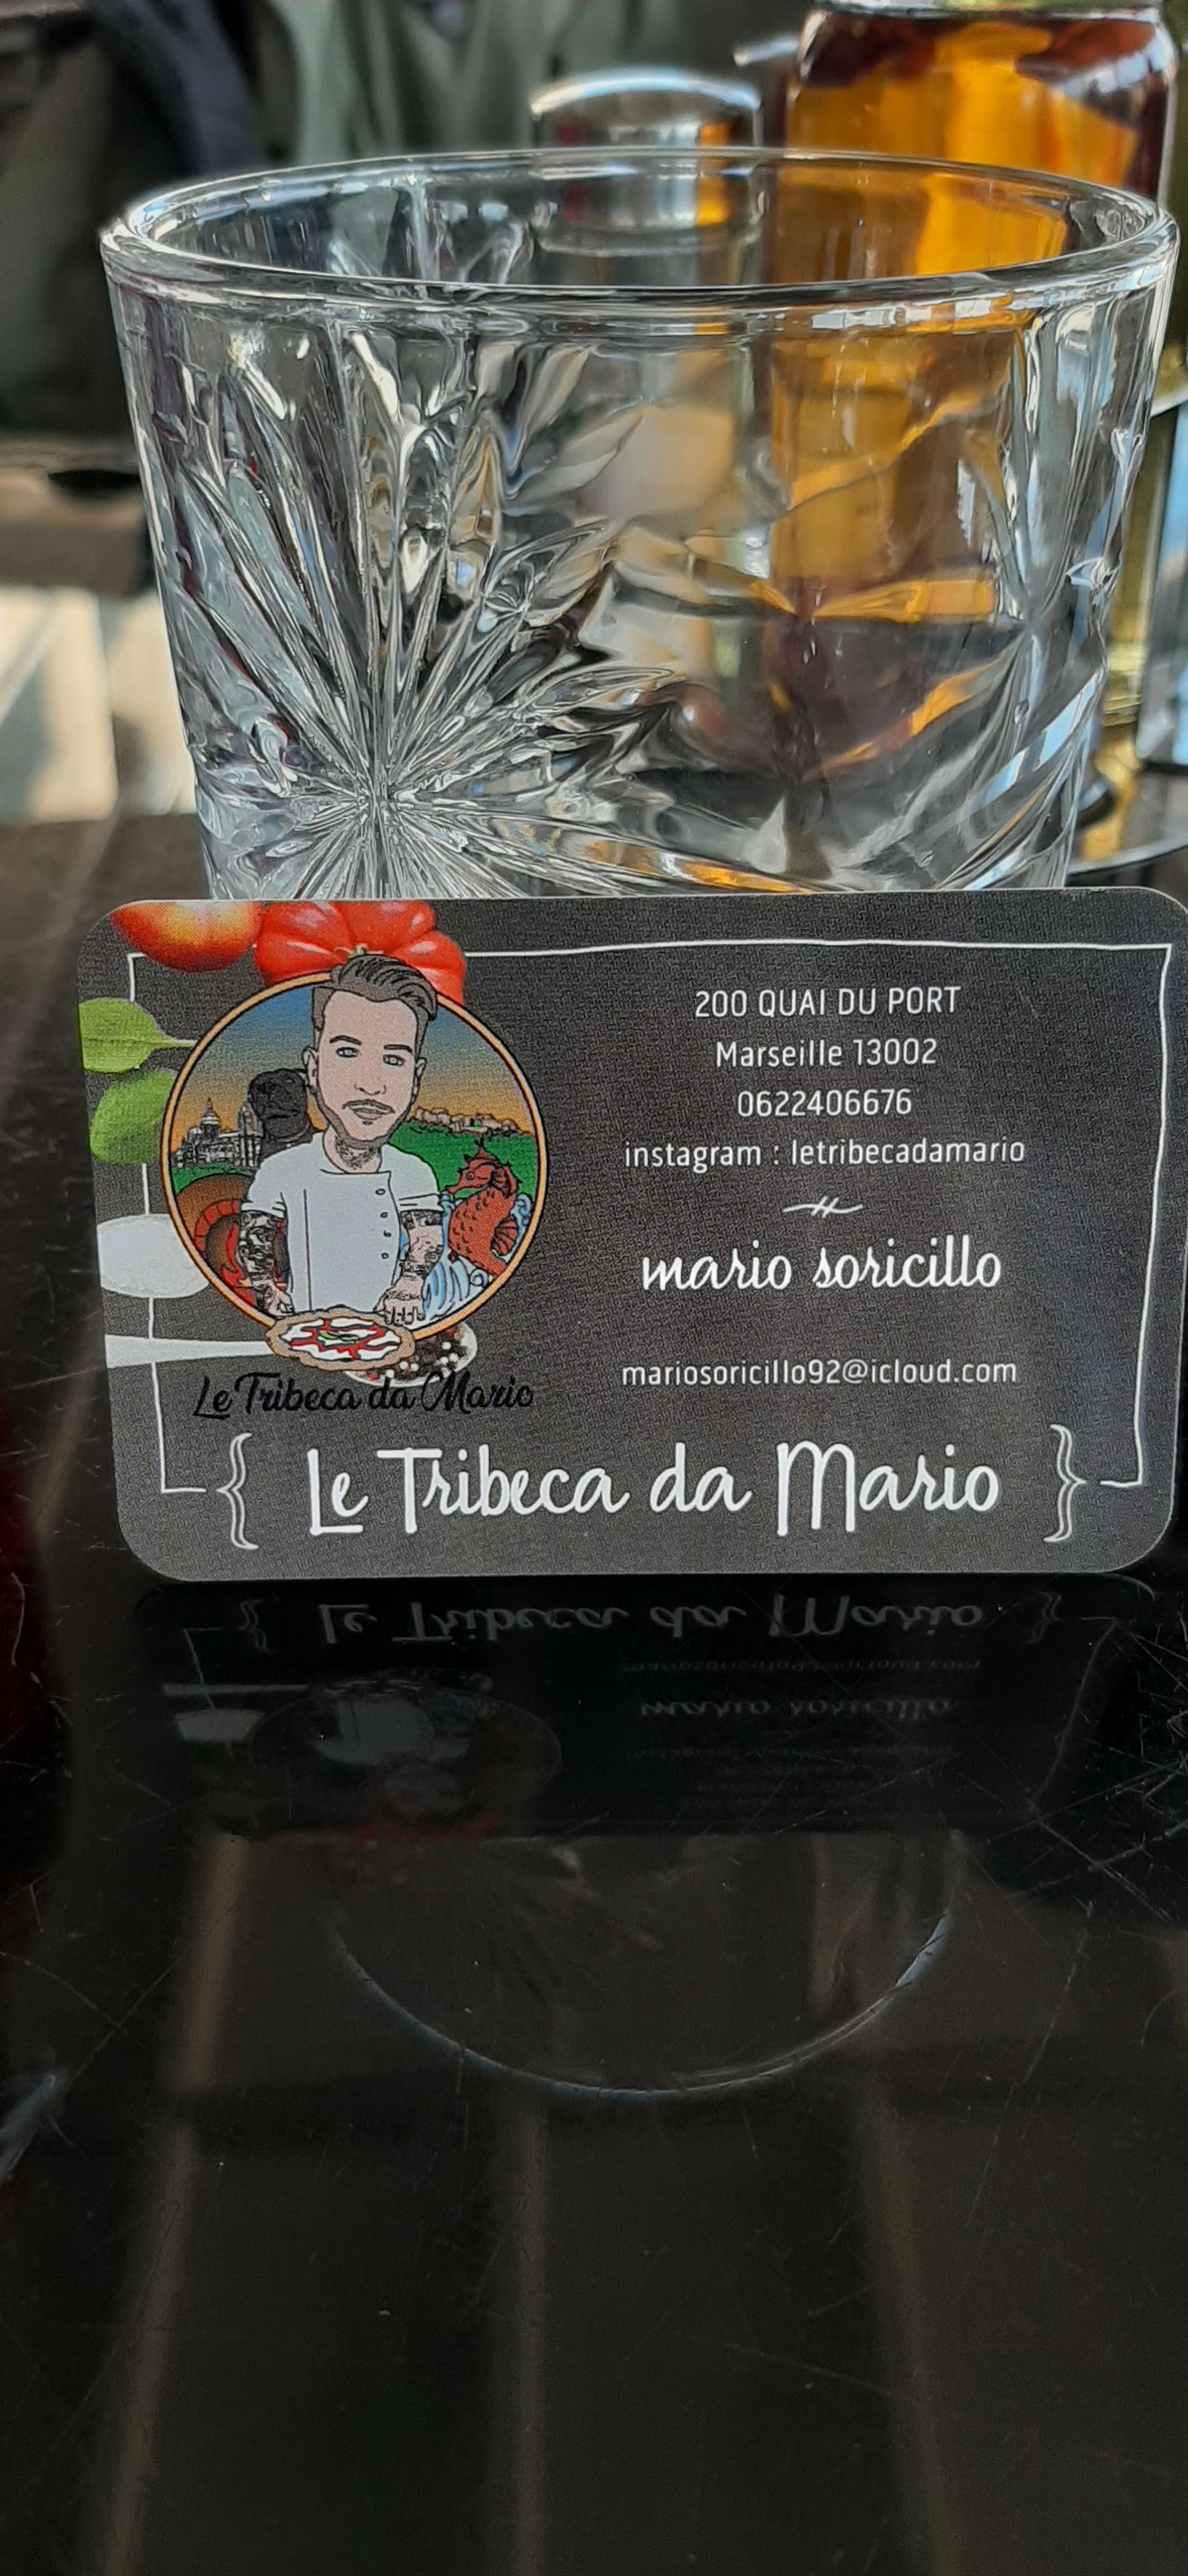 200 QUAI DU PORT
Marseille 13002
0622406676
instagram : letribecadamario
mario soricillo
mariosoricillo92@icloud.com
Le Tribeca da Mario
{ Le Tribeca da Mario }